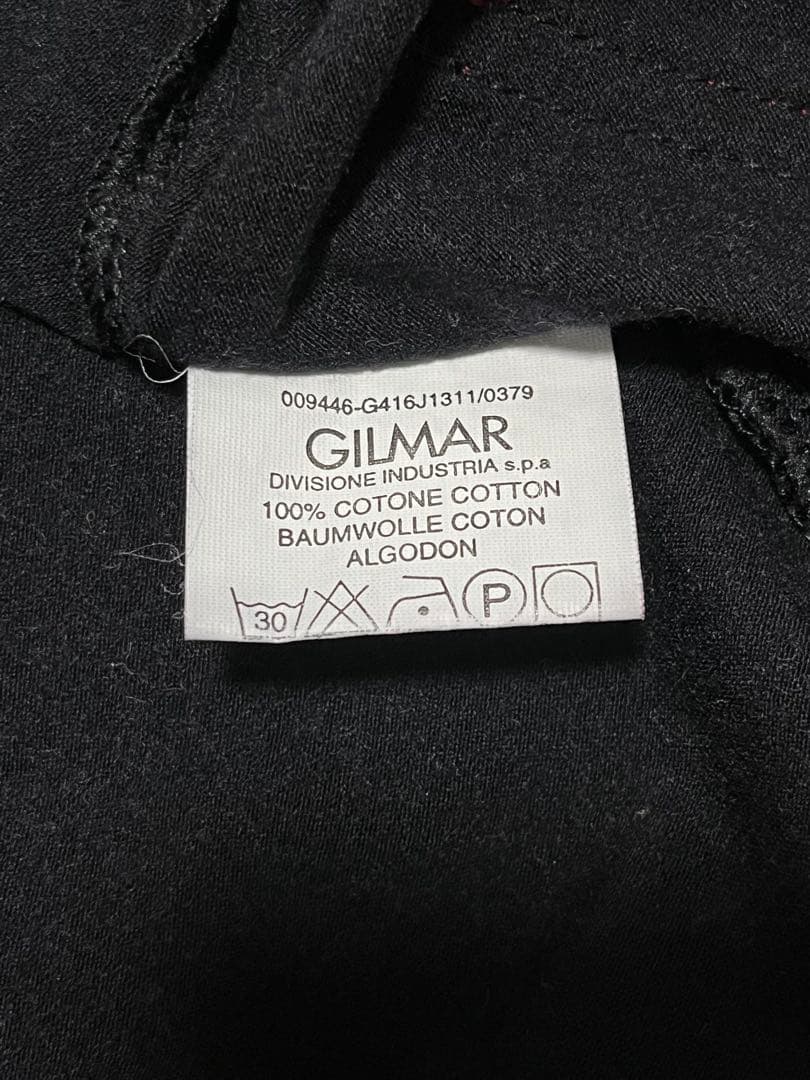 009446-G416J1311/0379
GILMAR
DIVISIONE INDUSTRIA s.p.a
100% COTONE COTTON
BAUMWOLLE COTON
ALGODON
30 P